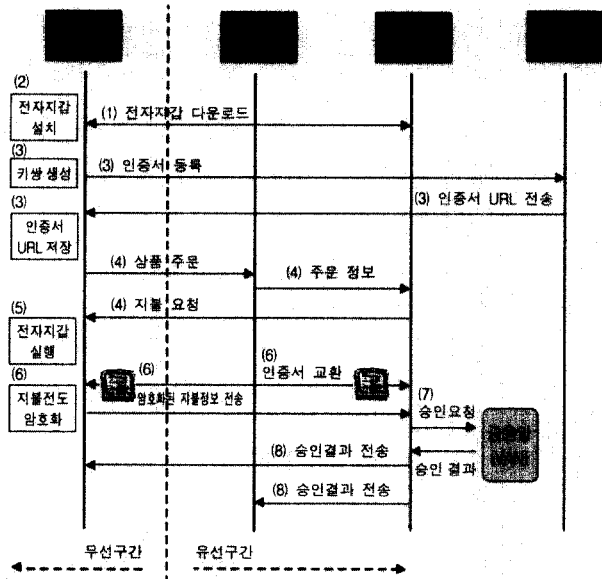 (2)
전자지갑
설치
(1) 전자지갑 다운로드
(3)
키쌍 생성
(3) 인증서 등록
(3) 인증서 URL 전송
(3)
인증서
URL 저장
(4) 상품 주문
(4) 주문 정보
(4) 지불 요청
(5)
전자지갑
실행
(6)
지불전도
암호화
(6)
암호화된 지불정보 전송
(6)
인증서 교환
(7)
승인요청
승인 결과
(8) 승인결과 전송
(8) 승인결과 전송
무선구간
유선구간